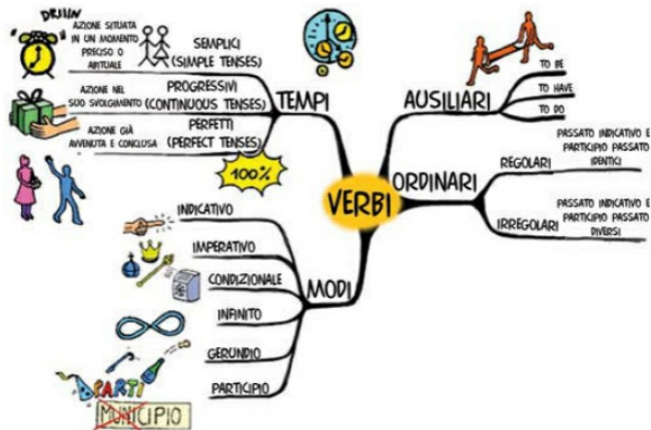 DRIIIN
AZIONE SITUATA
IN UN MOMENTO
PRECISO O
ABITUALE
SEMPLICI
(SIMPLE TENSES)
AZIONE NEL
SUO SVOLGIMENTO
PROGRESSIVI
(CONTINUOUS TENSES)
AZIONE GIÀ
AVVENUTA E CONCLUSA
PERFETTI
(PERFECT TENSES)
TEMPI
100%
VERBI
AUSILIARI
TO BE
TO HAVE
TO DO
ORDINARI
REGOLARI
PASSATO INDICATIVO E
PARTICIPIO PASSATO
IDENTICI
IRREGOLARI
PASSATO INDICATIVO E
PARTICIPIO PASSATO
DIVERSI
MODI
INDICATIVO
IMPERATIVO
CONDIZIONALE
INFINITO
GERUNDIO
PARTICIPIO
PARTI
MUNICIPIO